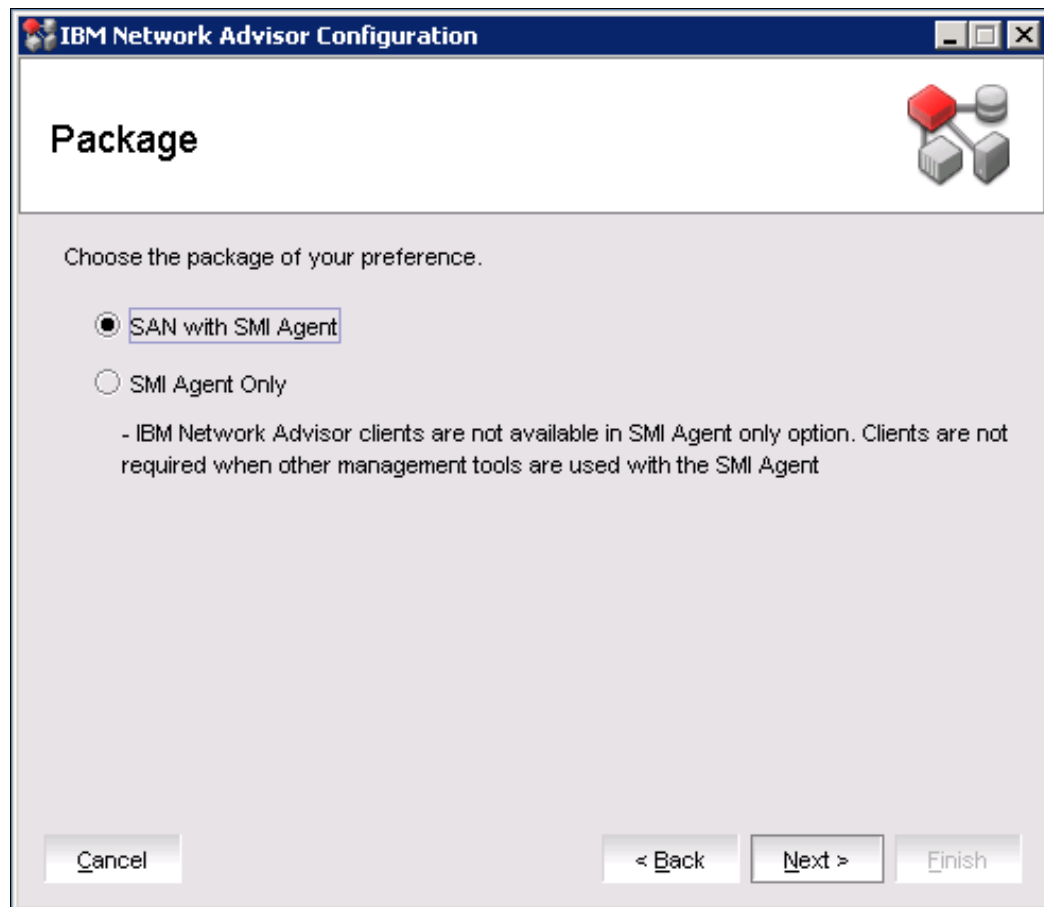 IBM Network Advisor Configuration
Package
Choose the package of your preference.
SAN with SMI Agent
SMI Agent Only
- IBM Network Advisor clients are not available in SMI Agent only option. Clients are not
required when other management tools are used with the SMI Agent
Cancel
< Back
Next >
Finish